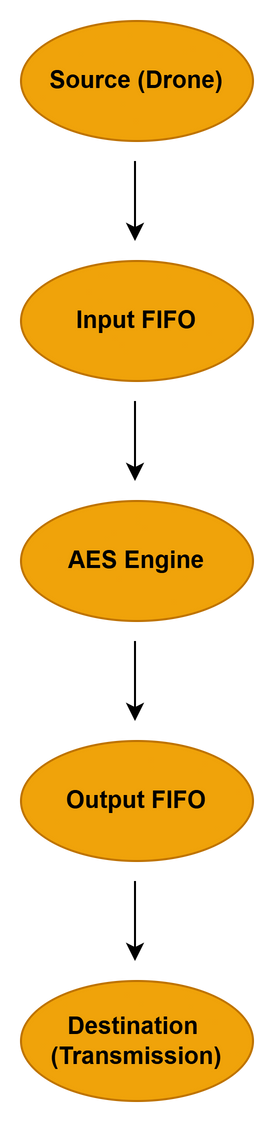 Source (Drone)
Input FIFO
AES Engine
Output FIFO
Destination
(Transmission)